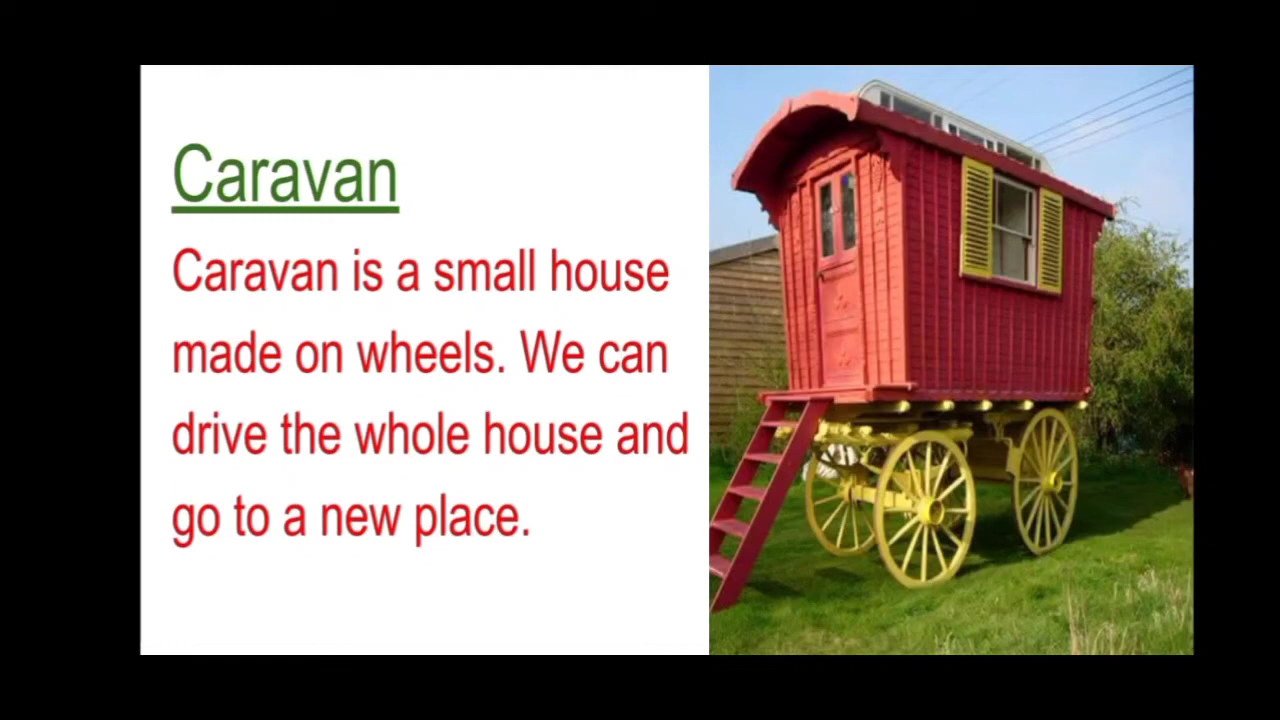 Caravan
Caravan is a small house
made on wheels. We can
drive the whole house and
go to a new place.